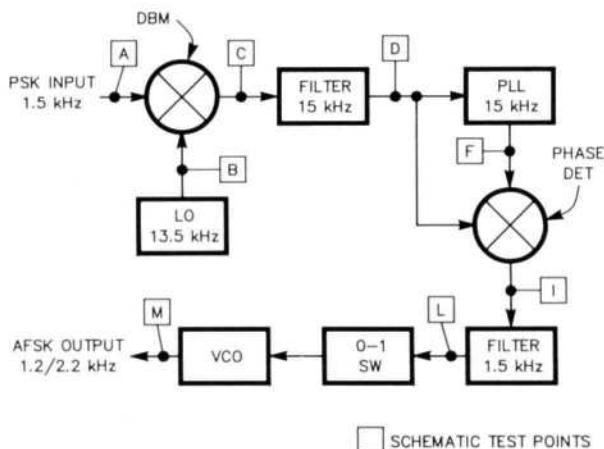 DBM
A
C
D
PSK INPUT
1.5 kHz
FILTER
15 kHz
PLL
15 kHz
B
F
PHASE
DET
LO
13.5 kHz
I
M
L
AFSK OUTPUT
1.2/2.2 kHz
VCO
0-1
SW
FILTER
1.5 kHz
SCHEMATIC TEST POINTS